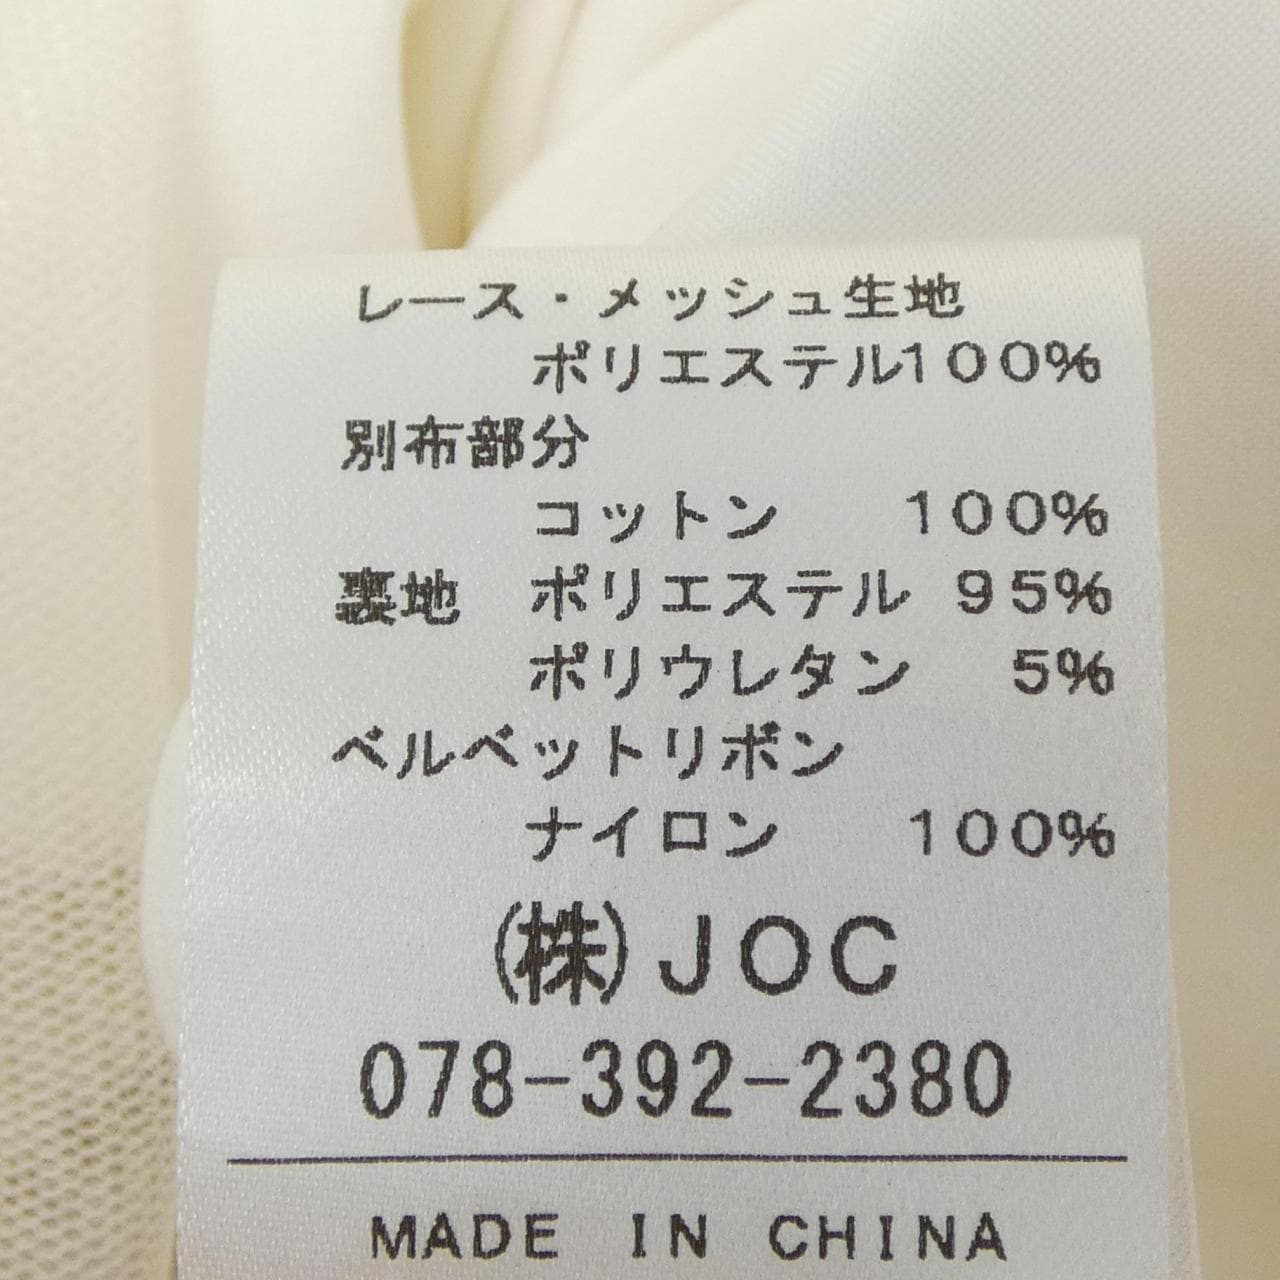 レース・メッシュ生地
ポリエステル100%
別布部分
コットン 100%
裏地 ポリエステル 95%
ポリウレタン 5%
ベルベットリボン
ナイロン 100%
(株)JOC
078-392-2380
MADE IN CHINA